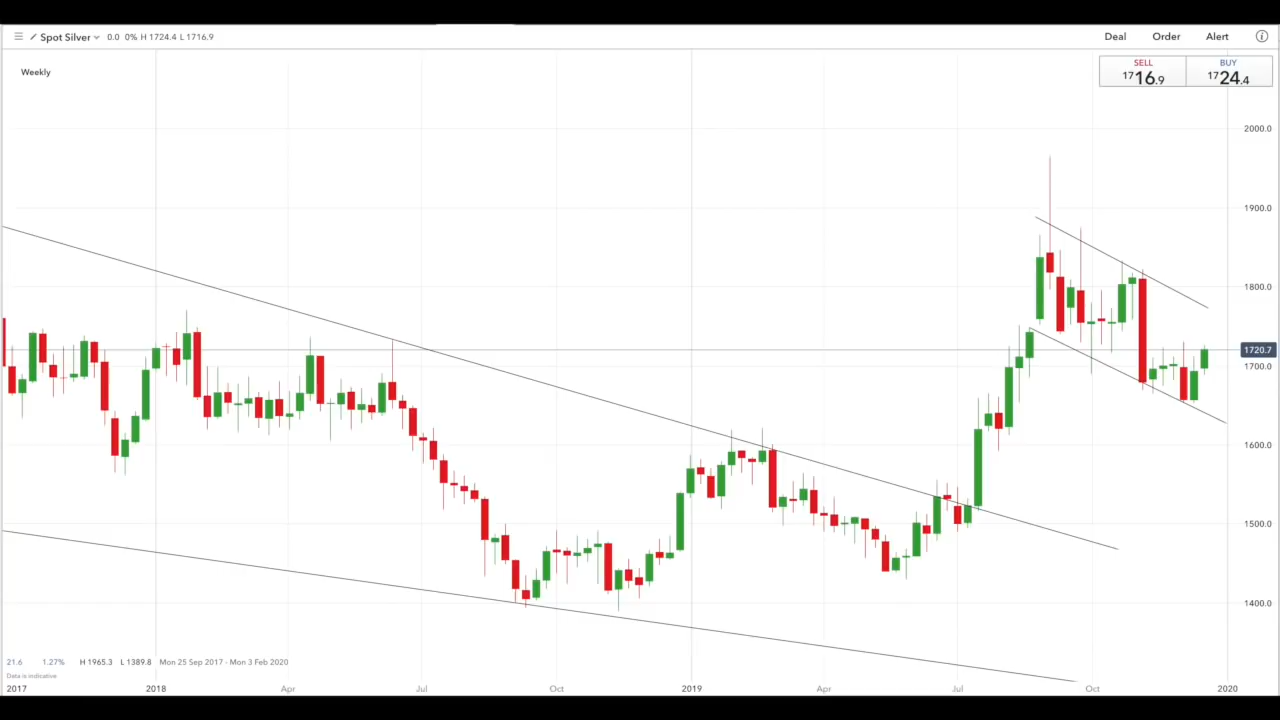 Spot Silver 0.0 0% H 1724.4 L 1716.9
Deal Order Alert
Weekly
SELL BUY
1716.9 1724.4
2000.0
1900.0
1800.0
1720.7
1700.0
1600.0
1500.0
1400.0
21.6 1.27% H 1965.3 L 1389.8 Mon 25 Sep 2017 - Mon 3 Feb 2020
Data is indicative
2017 2018 Apr Jul Oct 2019 Apr Jul Oct 2020